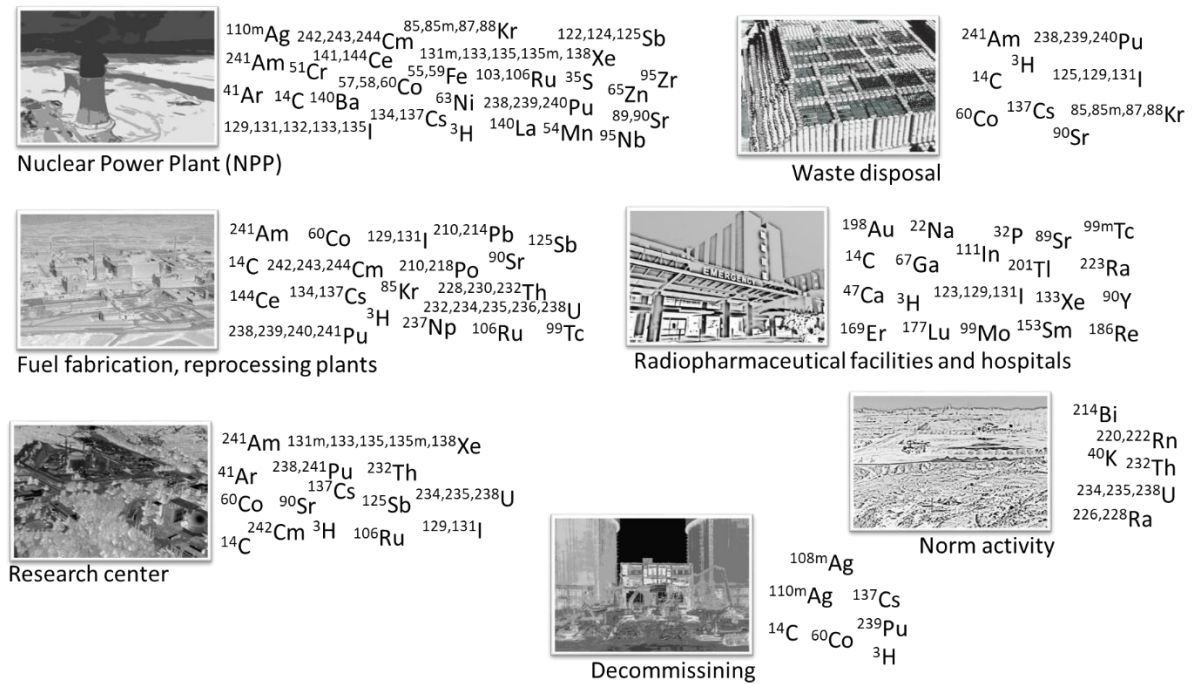 ¹¹⁰ᵐAg ²⁴²,²⁴³,²⁴⁴Cm ⁸⁵,⁸⁵ᵐ,⁸⁷,⁸⁸Kr ¹²²,¹²⁴,¹²⁵Sb
²⁴¹Am ⁵¹Cr ¹⁴¹,¹⁴⁴Ce ¹³¹ᵐ,¹³³,¹³⁵,¹³⁵ᵐ,¹³⁸Xe
⁵⁷,⁵⁸,⁶⁰Co ⁵⁵,⁵⁹Fe ¹⁰³,¹⁰⁶Ru ³⁵S ⁶⁵Zn ⁹⁵Zr
⁴¹Ar ¹⁴C ¹⁴⁰Ba ⁶³Ni ²³⁸,²³⁹,²⁴⁰Pu ⁸⁹,⁹⁰Sr
¹²⁹,¹³¹,¹³²,¹³³,¹³⁵I ¹³⁴,¹³⁷Cs ³H ¹⁴⁰La ⁵⁴Mn ⁹⁵Nb
Nuclear Power Plant (NPP)
²⁴¹Am ²³⁸,²³⁹,²⁴⁰Pu
³H
¹⁴C ¹²⁵,¹²⁹,¹³¹I
⁶⁰Co ¹³⁷Cs ⁸⁵,⁸⁵ᵐ,⁸⁷,⁸⁸Kr
⁹⁰Sr
Waste disposal
²⁴¹Am ⁶⁰Co ¹²⁹,¹³¹I ²¹⁰,²¹⁴Pb ¹²⁵Sb
¹⁴C ²⁴²,²⁴³,²⁴⁴Cm ²¹⁰,²¹⁸Po ⁹⁰Sr
¹⁴⁴Ce ¹³⁴,¹³⁷Cs ⁸⁵Kr ²²⁸,²³⁰,²³²Th
³H ²³²,²³⁴,²³⁵,²³⁶,²³⁸U
²³⁸,²³⁹,²⁴⁰,²⁴¹Pu ²³⁷Np ¹⁰⁶Ru ⁹⁹Tc
Fuel fabrication, reprocessing plants
EMERGENCY
¹⁹⁸Au ²²Na ³²P ⁸⁹Sr ⁹⁹ᵐTc
¹⁴C ⁶⁷Ga ¹¹¹In ²⁰¹Tl ²²³Ra
⁴⁷Ca ³H ¹²³,¹²⁹,¹³¹I ¹³³Xe ⁹⁰Y
¹⁶⁹Er ¹⁷⁷Lu ⁹⁹Mo ¹⁵³Sm ¹⁸⁶Re
Radiopharmaceutical facilities and hospitals
²⁴¹Am ¹³¹ᵐ,¹³³,¹³⁵,¹³⁵ᵐ,¹³⁸Xe
⁴¹Ar ²³⁸,²⁴¹Pu ²³²Th
⁶⁰Co ⁹⁰Sr ¹³⁷Cs ¹²⁵Sb ²³⁴,²³⁵,²³⁸U
¹⁴C ²⁴²Cm ³H ¹⁰⁶Ru ¹²⁹,¹³¹I
Research center
²¹⁴Bi
²²⁰,²²²Rn
⁴⁰K ²³²Th
²³⁴,²³⁵,²³⁸U
²²⁶,²²⁸Ra
Norm activity
¹⁰⁸ᵐAg
¹¹⁰ᵐAg ¹³⁷Cs
¹⁴C ⁶⁰Co ²³⁹Pu
³H
Decommissining